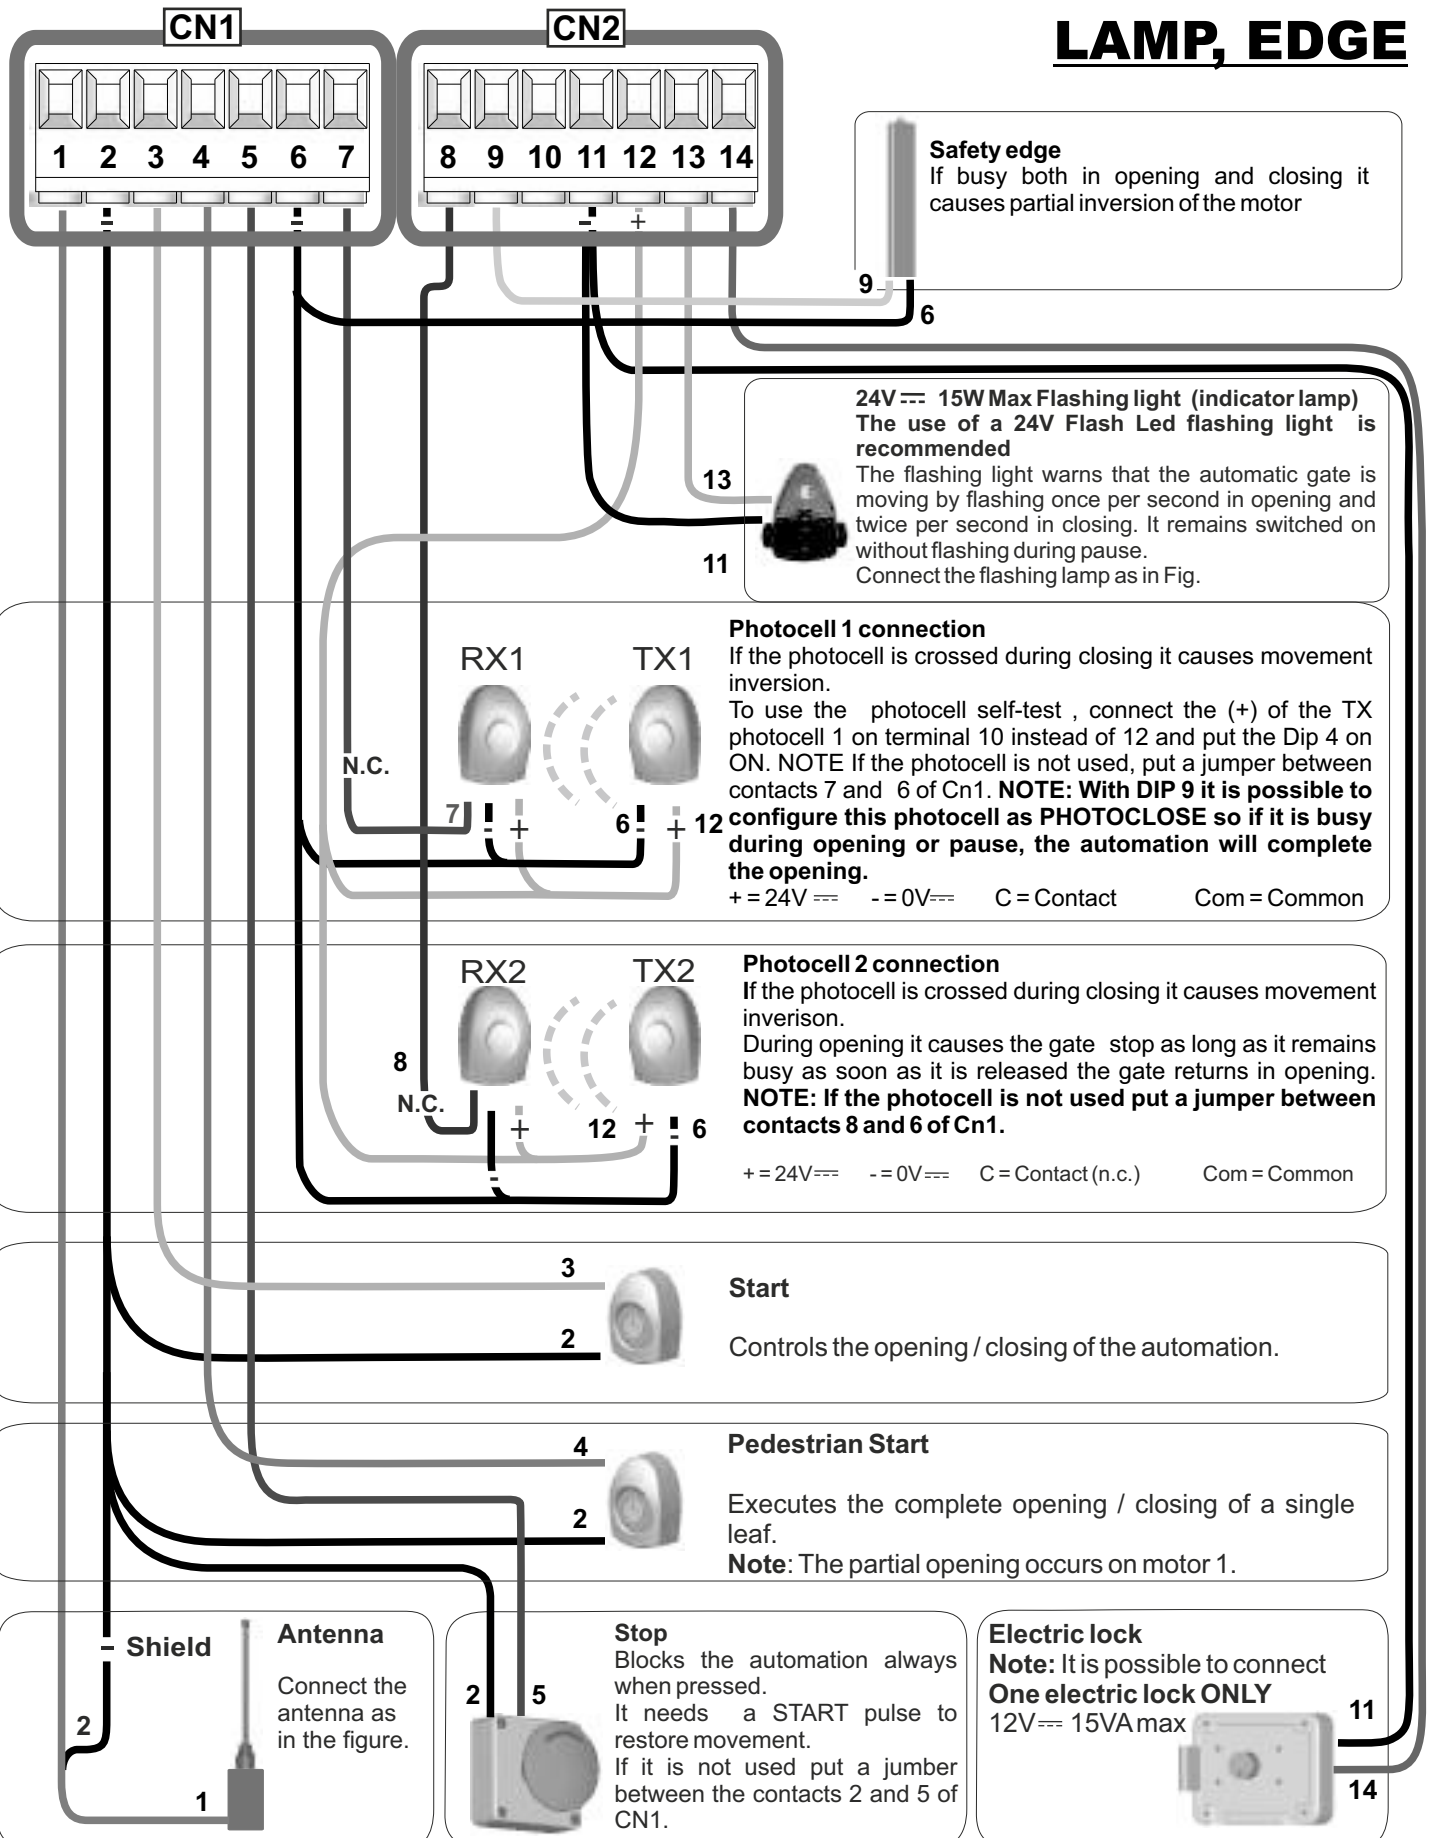 CN1
CN2
LAMP, EDGE
1 2 3 4 5 6 7
8 9 10 11 12 13 14
- - - +
Safety edge
If busy both in opening and closing it
causes partial inversion of the motor
9
6
24V 15W Max Flashing light (indicator lamp)
The use of a 24V Flash Led flashing light is
recommended
The flashing light warns that the automatic gate is
moving by flashing once per second in opening and
twice per second in closing. It remains switched on
without flashing during pause.
Connect the flashing lamp as in Fig.
13
11
Photocell 1 connection
If the photocell is crossed during closing it causes movement
inversion.
To use the photocell self-test , connect the (+) of the TX
photocell 1 on terminal 10 instead of 12 and put the Dip 4 on
ON. NOTE If the photocell is not used, put a jumper between
contacts 7 and 6 of Cn1. NOTE: With DIP 9 it is possible to
configure this photocell as PHOTOCLOSE so if it is busy
during opening or pause, the automation will complete
the opening.
+ = 24V - = 0V C = Contact Com = Common
RX1 TX1
N.C.
7 - + 6 - + 12
Photocell 2 connection
If the photocell is crossed during closing it causes movement
inverison.
During opening it causes the gate stop as long as it remains
busy as soon as it is released the gate returns in opening.
NOTE: If the photocell is not used put a jumper between
contacts 8 and 6 of Cn1.
+ = 24V - = 0V C = Contact (n.c.) Com = Common
RX2 TX2
8
N.C.
- + 12 + - 6
3
2
Start
Controls the opening / closing of the automation.
4
2
Pedestrian Start
Executes the complete opening / closing of a single
leaf.
Note: The partial opening occurs on motor 1.
- Shield
2
1
Antenna
Connect the
antenna as
in the figure.
2 5
Stop
Blocks the automation always
when pressed.
It needs a START pulse to
restore movement.
If it is not used put a jumber
between the contacts 2 and 5 of
CN1.
Electric lock
Note: It is possible to connect
One electric lock ONLY
12V 15VA max
11
14